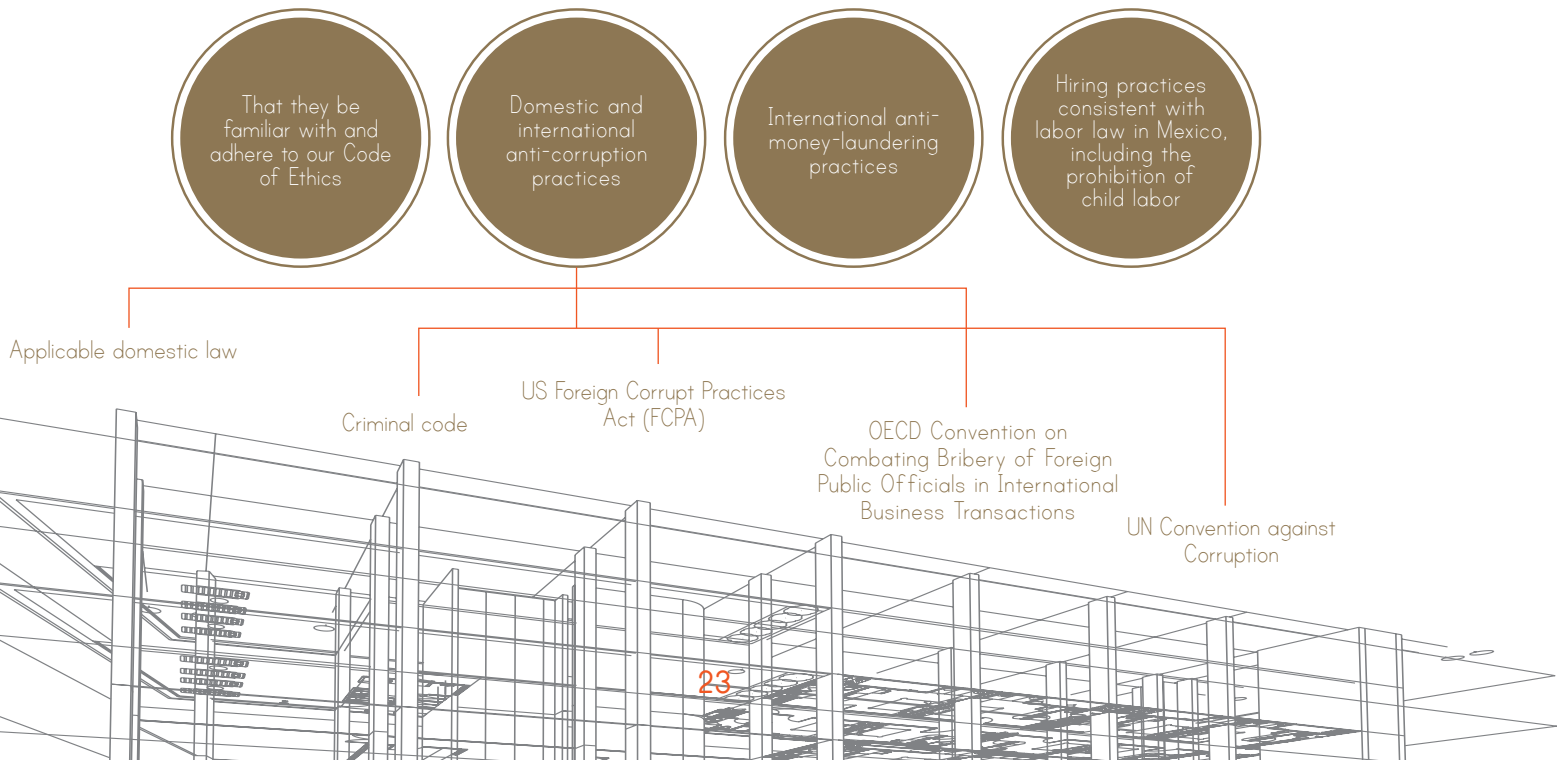 That they be
familiar with and
adhere to our Code
of Ethics
Domestic and
international
anti-corruption
practices
International anti-
money-laundering
practices
Hiring practices
consistent with
labor law in Mexico,
including the
prohibition of
child labor
Applicable domestic law
Criminal code
US Foreign Corrupt Practices
Act (FCPA)
OECD Convention on
Combating Bribery of Foreign
Public Officials in International
Business Transactions
UN Convention against
Corruption
23